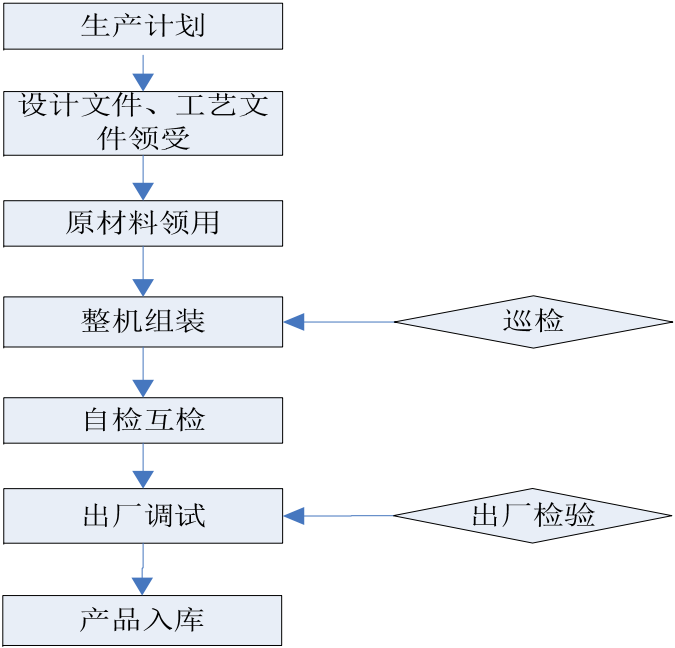 生产计划
设计文件、工艺文
件领受
原材料领用
整机组装
巡检
自检互检
出厂调试
出厂检验
产品入库